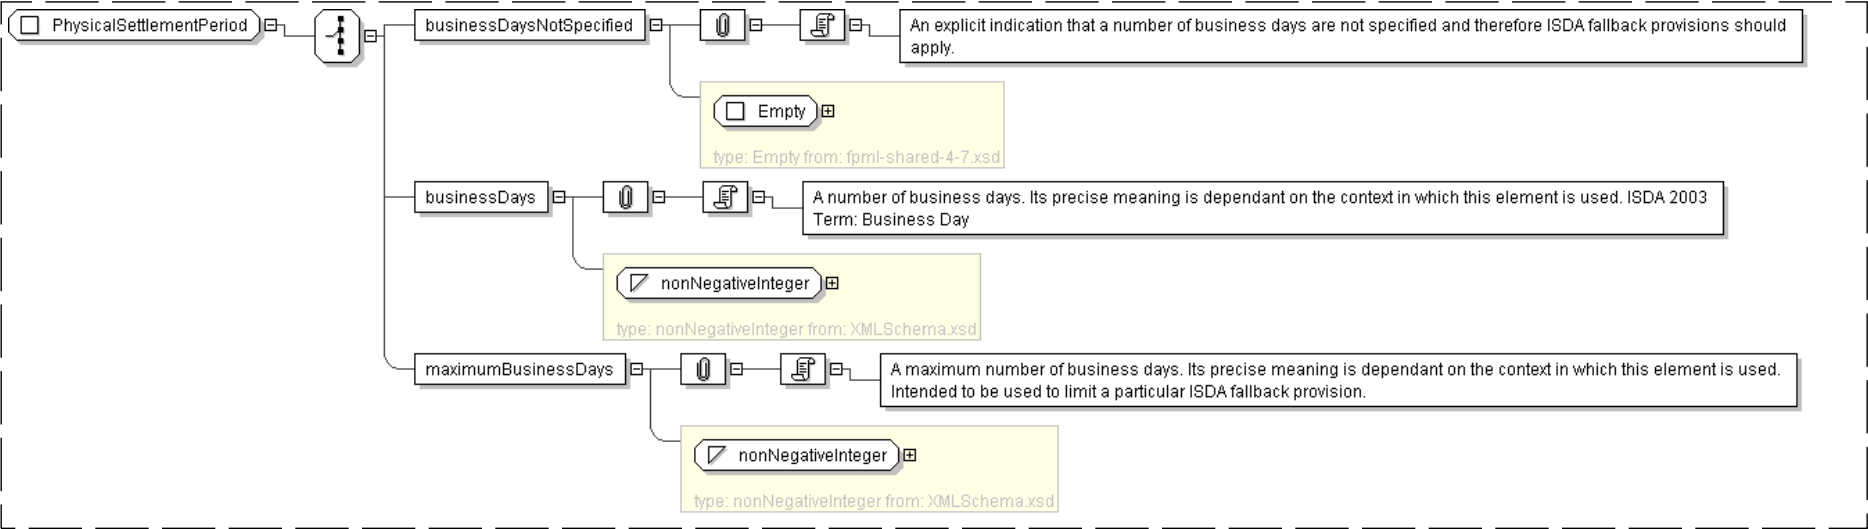 PhysicalSettlementPeriod
businessDaysNotSpecified
An explicit indication that a number of business days are not specified and therefore ISDA fallback provisions should
apply.
Empty
type: Empty from: fpml-shared-4-7.xsd
businessDays
A number of business days. Its precise meaning is dependant on the context in which this element is used. ISDA 2003
Term: Business Day
nonNegativeInteger
type: nonNegativeInteger from: XMLSchema.xsd
maximumBusinessDays
A maximum number of business days. Its precise meaning is dependant on the context in which this element is used.
Intended to be used to limit a particular ISDA fallback provision.
nonNegativeInteger
type: nonNegativeInteger from: XMLSchema.xsd